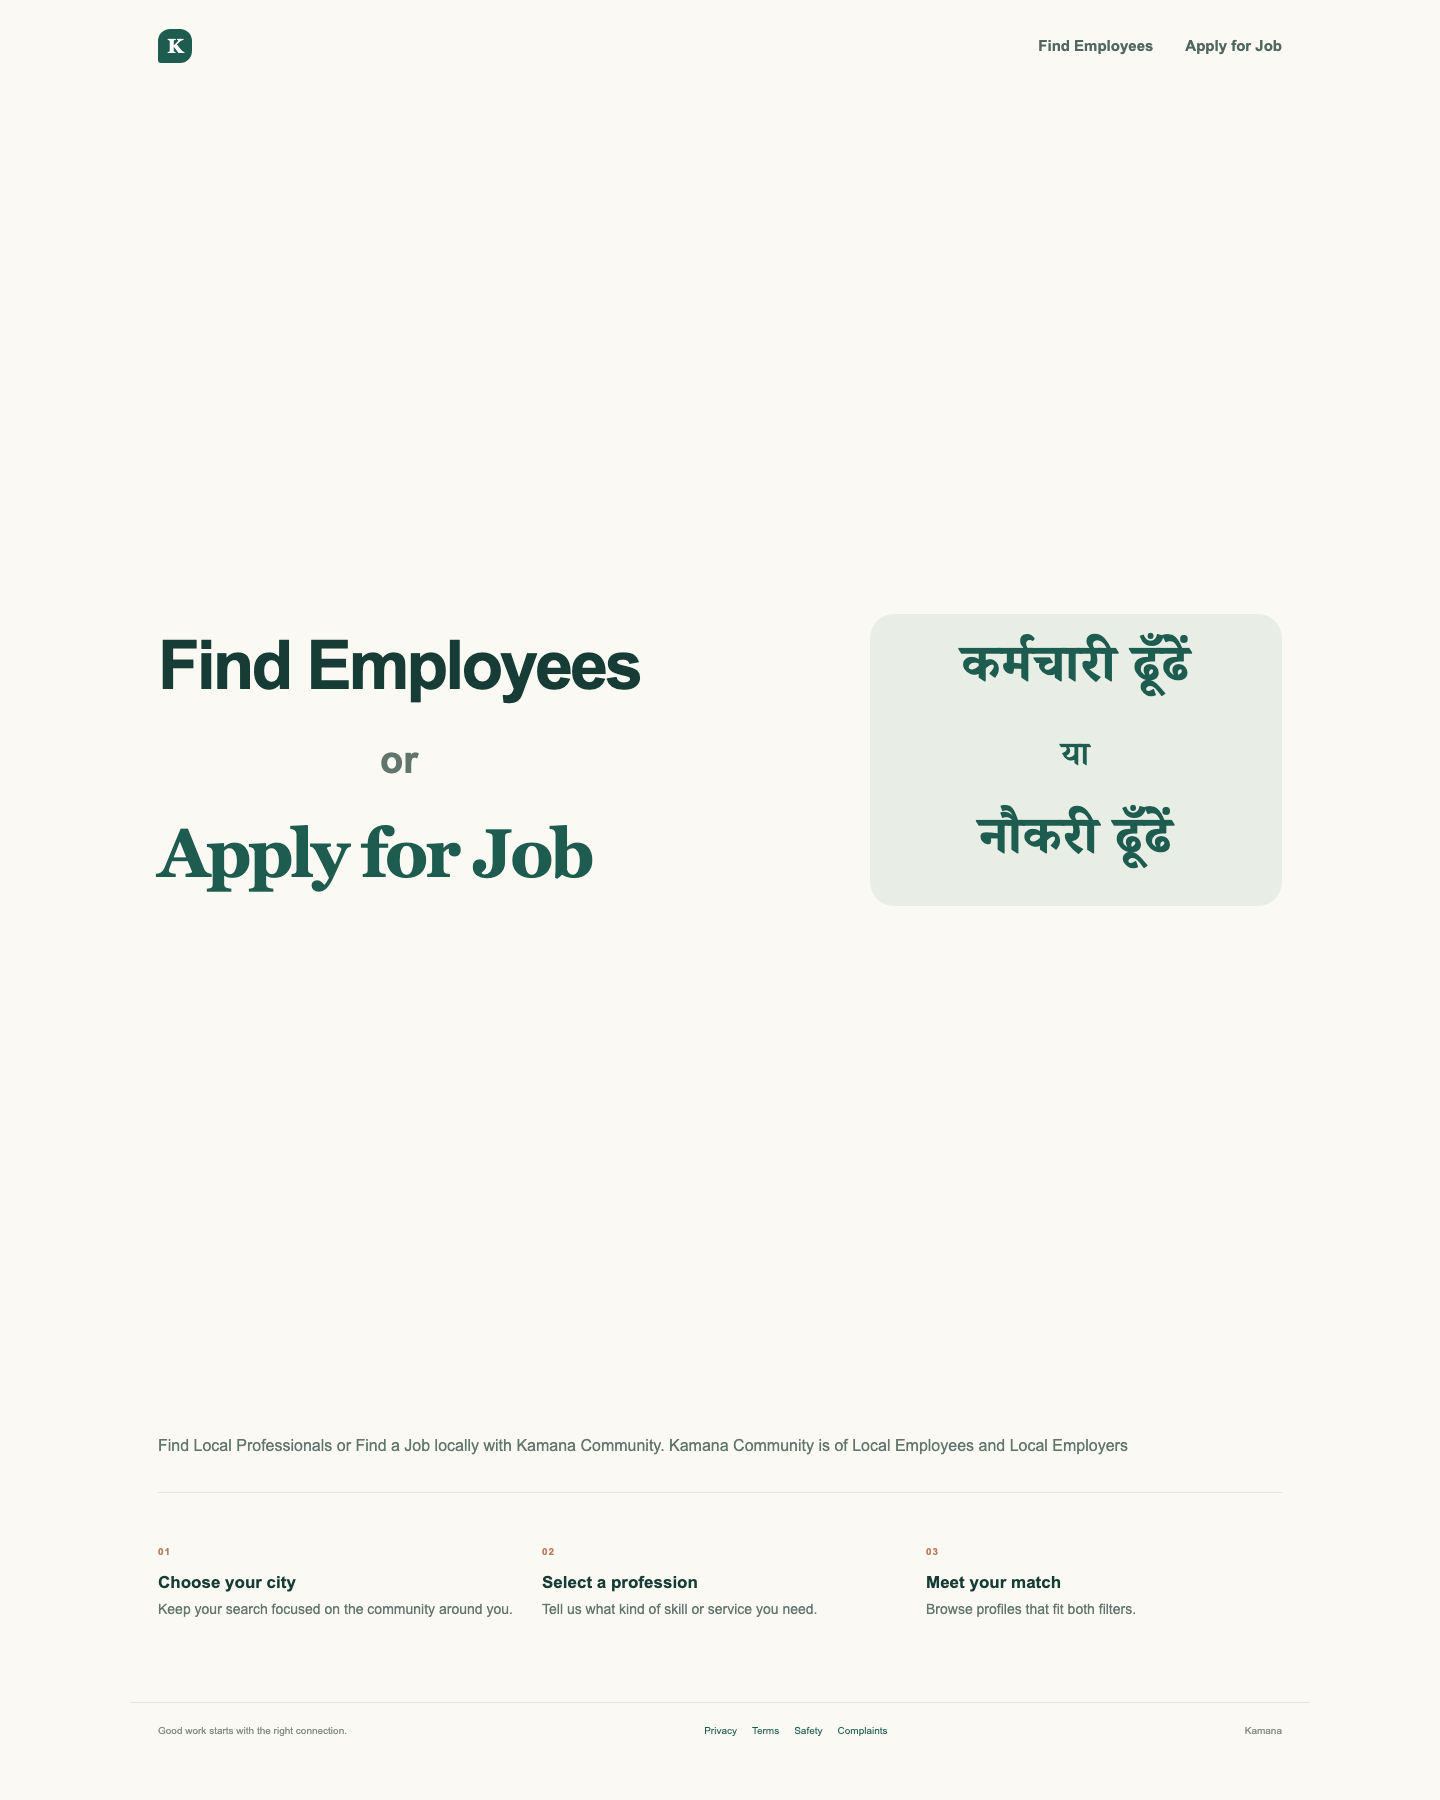 K
Find Employees
Apply for Job
Find Employees
or
Apply for Job
कर्मचारी ढूँढें
या
नौकरी ढूँढें
Find Local Professionals or Find a Job locally with Kamana Community. Kamana Community is of Local Employees and Local Employers
01
Choose your city
Keep your search focused on the community around you.
02
Select a profession
Tell us what kind of skill or service you need.
03
Meet your match
Browse profiles that fit both filters.
Good work starts with the right connection.
Privacy Terms Safety Complaints
Kamana